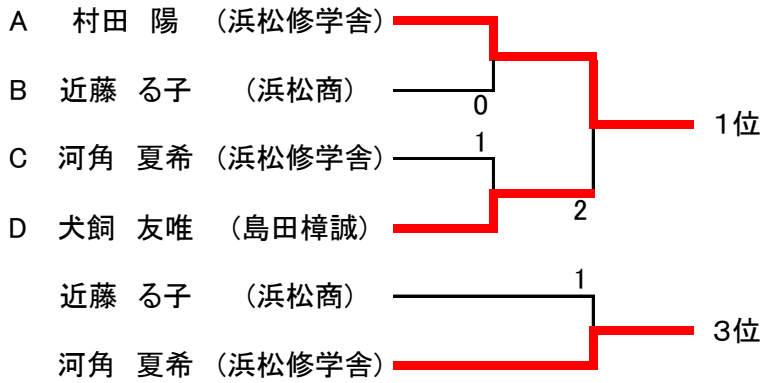 A 村田 陽 (浜松修学舎)
B 近藤 る子 (浜松商)
0
1位
1
C 河角 夏希 (浜松修学舎)
2
D 犬飼 友唯 (島田樟誠)
近藤 る子 (浜松商)
1
3位
河角 夏希 (浜松修学舎)